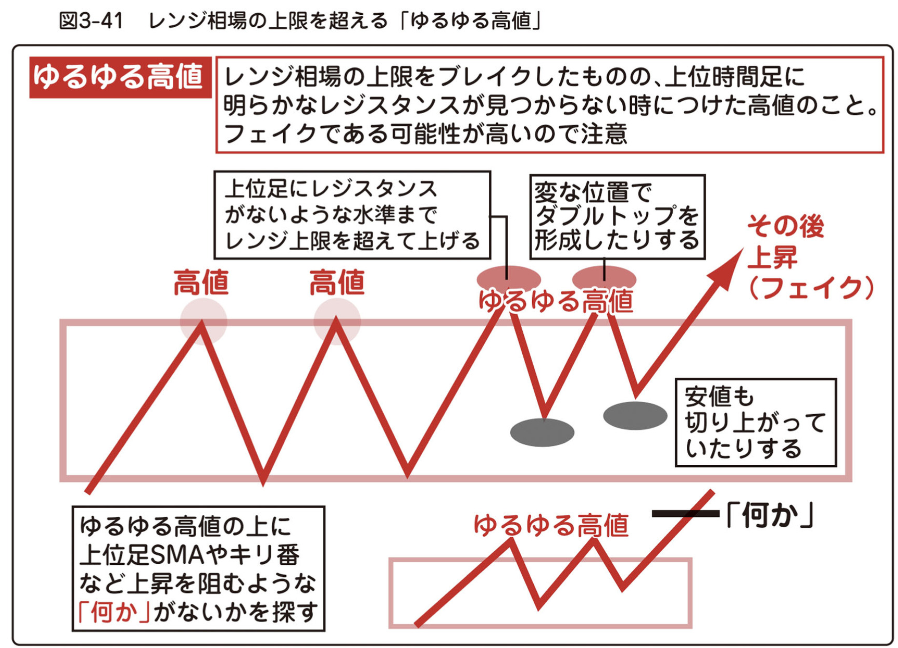 図3-41　レンジ相場の上限を超える「ゆるゆる高値」
ゆるゆる高値
レンジ相場の上限をブレイクしたものの、上位時間足に
明らかなレジスタンスが見つからない時につけた高値のこと。
フェイクである可能性が高いので注意
上位足にレジスタンス
がないような水準まで
レンジ上限を超えて上げる
変な位置で
ダブルトップを
形成したりする
その後
上昇
（フェイク）
高値
高値
ゆるゆる高値
安値も
切り上がって
いたりする
ゆるゆる高値の上に
上位足SMAやキリ番
など上昇を阻むような
「何か」がないかを探す
ゆるゆる高値
「何か」